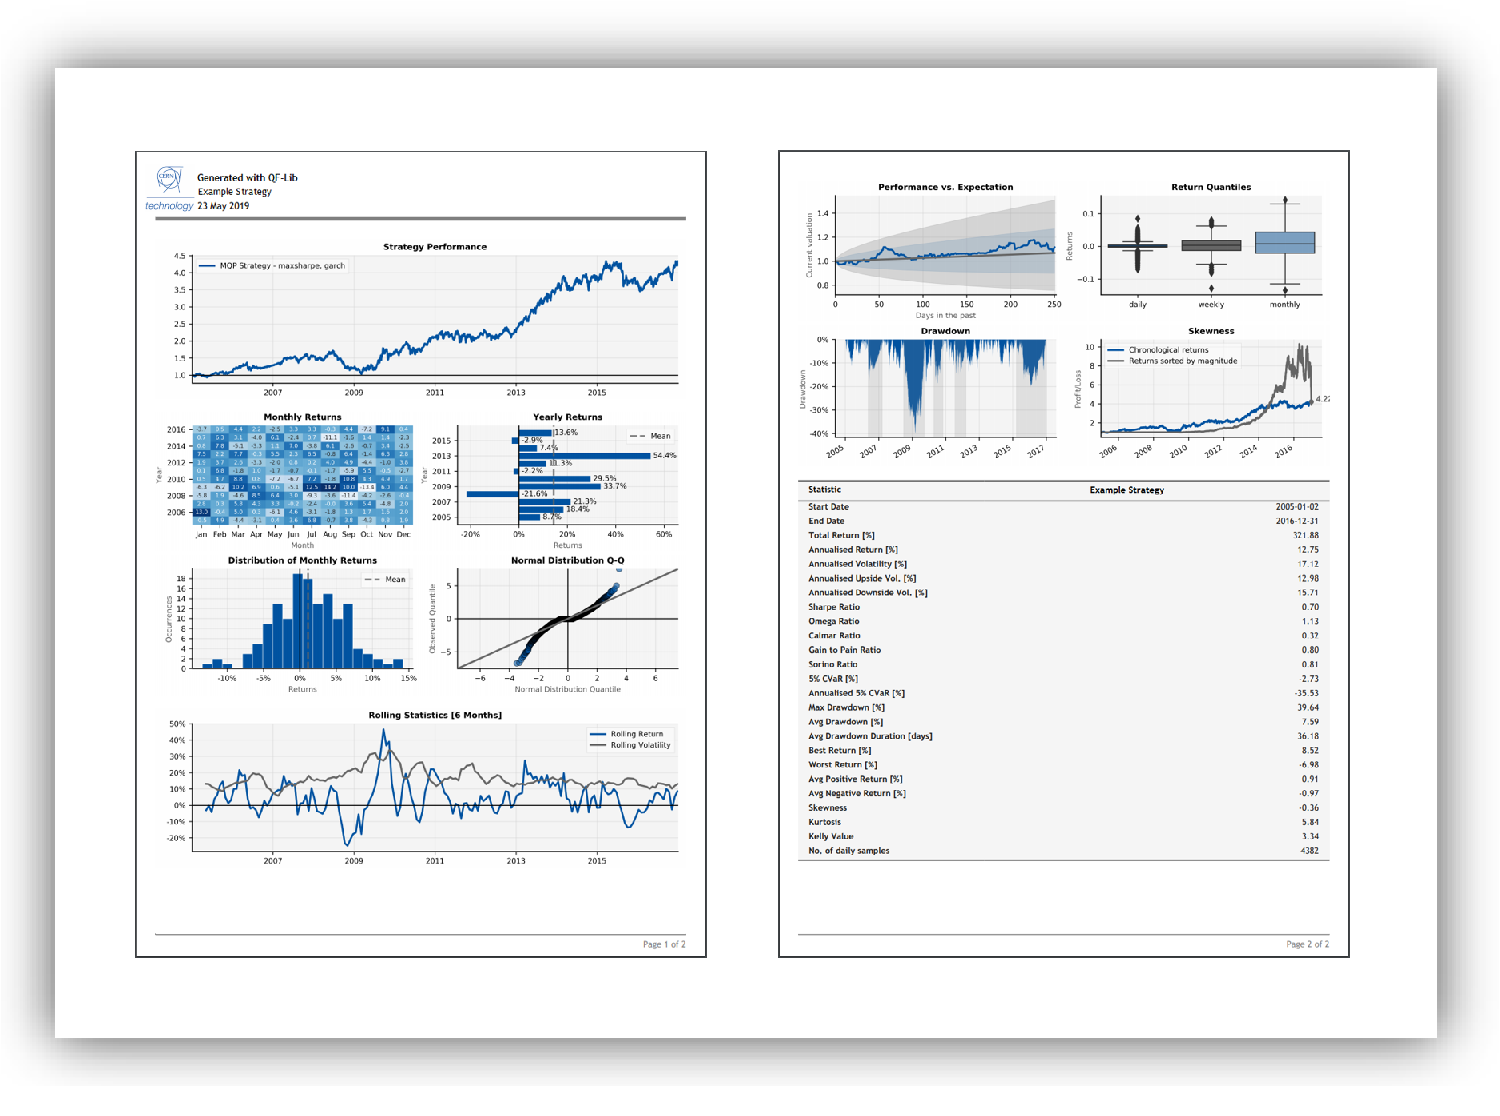 CERN
technology
Generated with QF-Lib
Example Strategy
23 May 2019
Strategy Performance
MOP Strategy - maxsharpe, garch
4.5
3.5
3.0
2.5
2.0
1.5
1.0
2007 2009 2011 2013 2015
Monthly Returns
Year
2016
2014
2012
2010
2008
2006
Jan Feb Mar Apr May Jun Jul Aug Sep Oct Nov Dec
Month
Yearly Returns
Mean
Year
2015
2013
2011
2009
2007
2005
13.6%
-2.9%
7.4%
54.4%
11.3%
-2.2%
29.5%
33.7%
-21.6%
21.3%
18.4%
8.7%
-20% 0% 20% 40% 60%
Returns
Distribution of Monthly Returns
Mean
Occurrences
18
16
14
12
10
8
6
4
2
0
-10% -5% 0% 5% 10% 15%
Returns
Normal Distribution Q-Q
Observed Quantile
5
0
−5
−6 −4 −2 0 2 4 6
Normal Distribution Quantile
Rolling Statistics [6 Months]
Rolling Return
Rolling Volatility
50%
40%
30%
20%
10%
0%
-10%
-20%
2007 2009 2011 2013 2015
Page 1 of 2
Performance vs. Expectation
Current valuation
1.4
1.2
1.0
0.8
0 50 100 150 200 250
Days in the past
Return Quantiles
Returns
0.1
0.0
−0.1
daily weekly monthly
Drawdown
Drawdown
0%
-10%
-20%
-30%
-40%
2005 2007 2009 2011 2013 2015 2017
Skewness
Chronological returns
Returns sorted by magnitude
Profit/Loss
10
8
6
4
2
4.22
2006 2008 2010 2012 2014 2016
Statistic Example Strategy
Start Date 2005-01-02
End Date 2016-12-31
Total Return [%] 321.88
Annualised Return [%] 12.75
Annualised Volatility [%] 17.12
Annualised Upside Vol. [%] 12.98
Annualised Downside Vol. [%] 15.71
Sharpe Ratio 0.70
Omega Ratio 1.13
Calmar Ratio 0.32
Gain to Pain Ratio 0.80
Sorino Ratio 0.81
5% CVaR [%] -2.73
Annualised 5% CVaR [%] -35.53
Max Drawdown [%] 39.64
Avg Drawdown [%] 7.59
Avg Drawdown Duration [days] 36.18
Best Return [%] 8.52
Worst Return [%] -6.98
Avg Positive Return [%] 0.91
Avg Negative Return [%] -0.97
Skewness -0.36
Kurtosis 5.84
Kelly Value 3.34
No. of daily samples 4382
Page 2 of 2